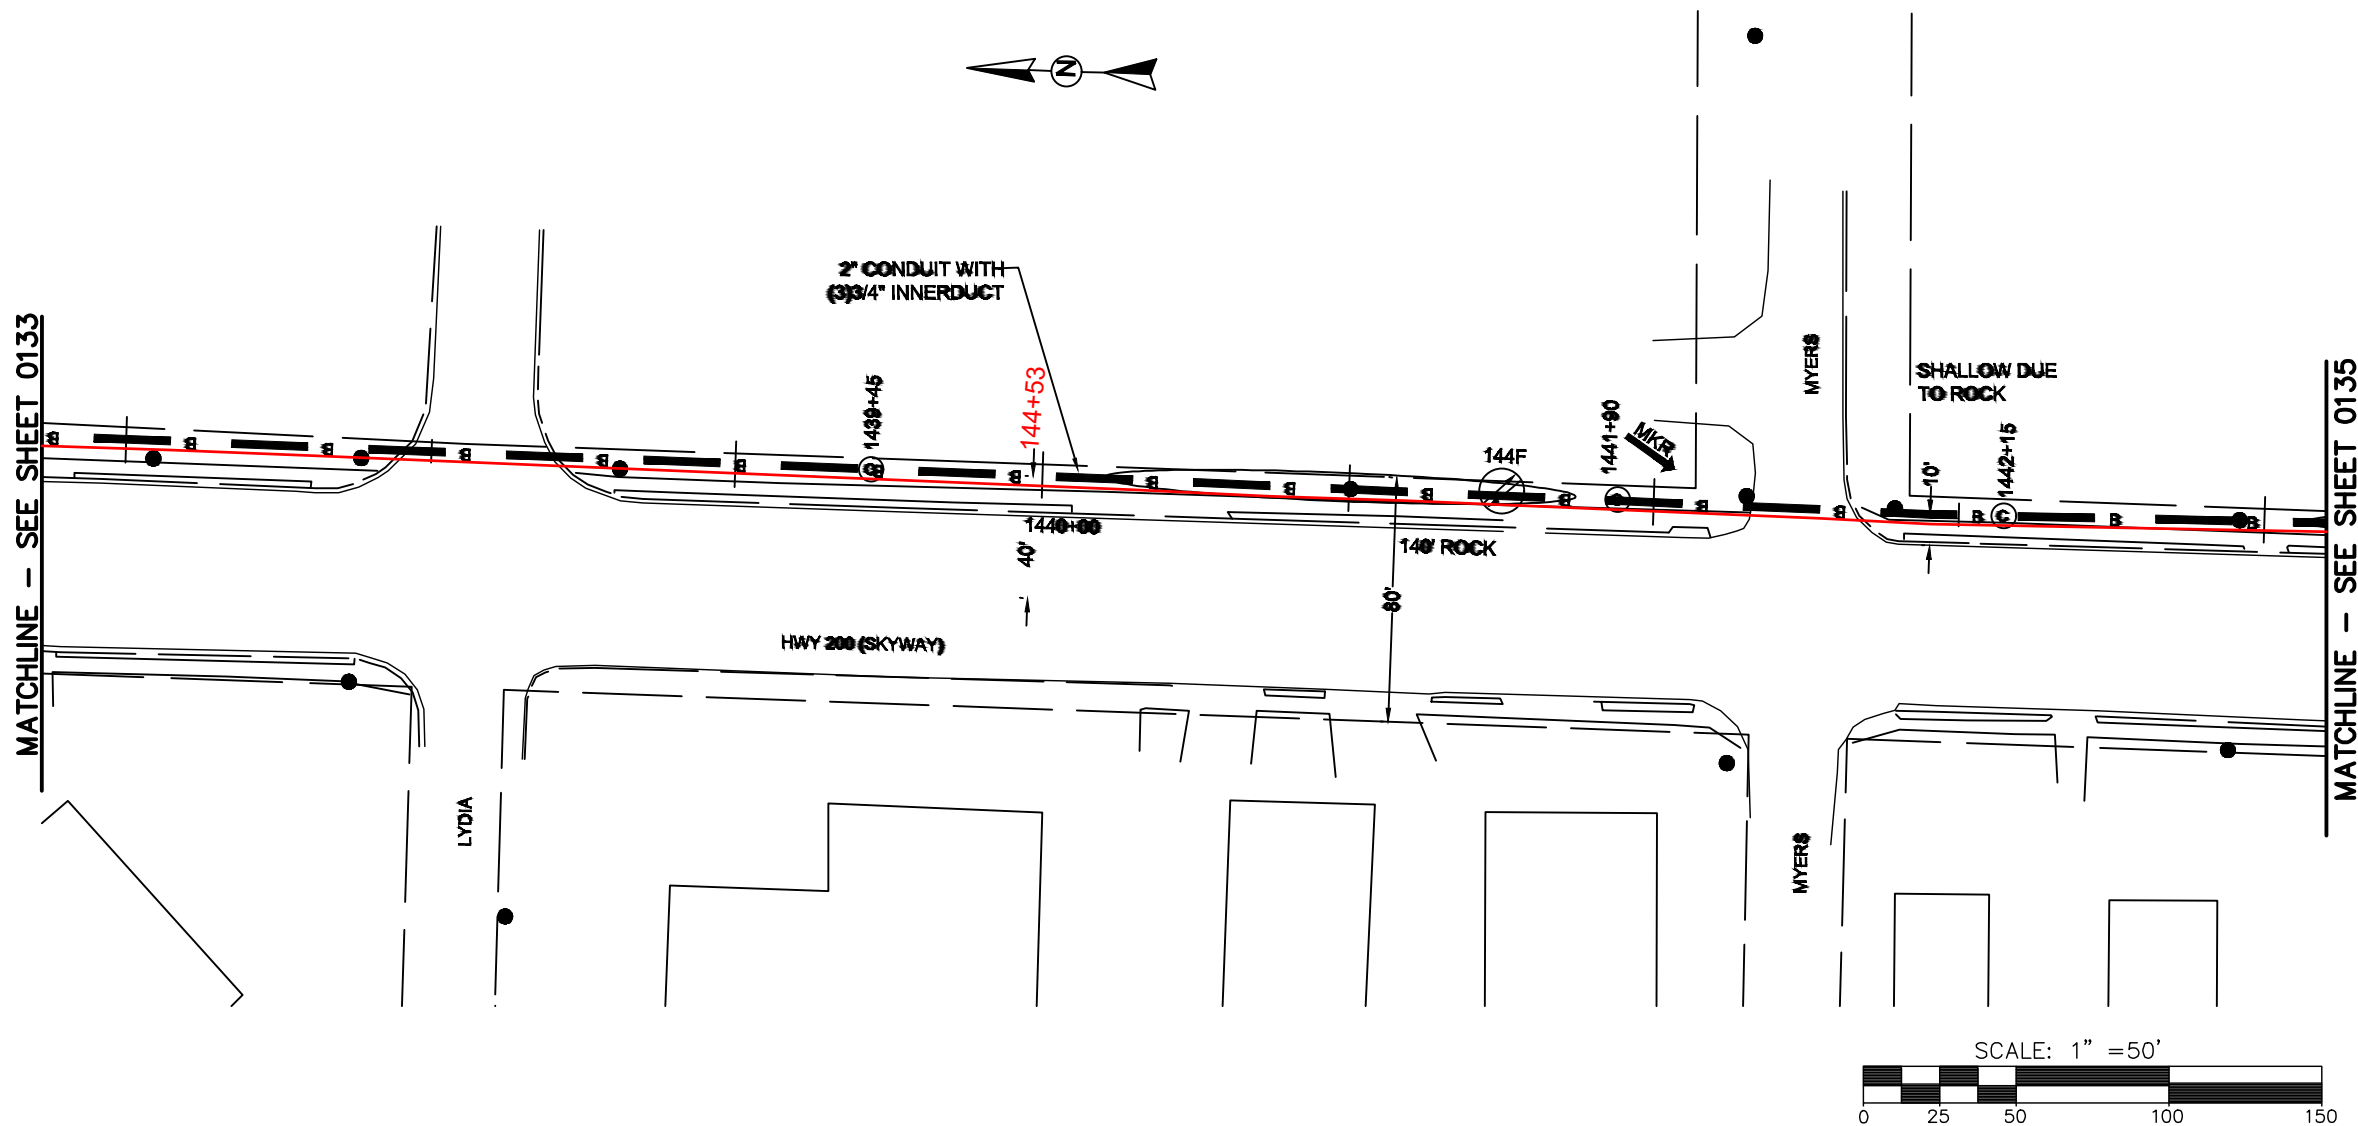 N
MATCHLINE - SEE SHEET 0133
2" CONDUIT WITH
(3)3/4" INNERDUCT
1439+45
144+53
1440+00
40'
HWY 200 (SKYWAY)
LYDIA
144F
140' ROCK
80'
1441+90
MKR
MYERS
MYERS
SHALLOW DUE
TO ROCK
10'
1442+15
B B B B B B B B B B B B B B B B B
C
MATCHLINE - SEE SHEET 0135
SCALE: 1" =50'
0 25 50 100 150